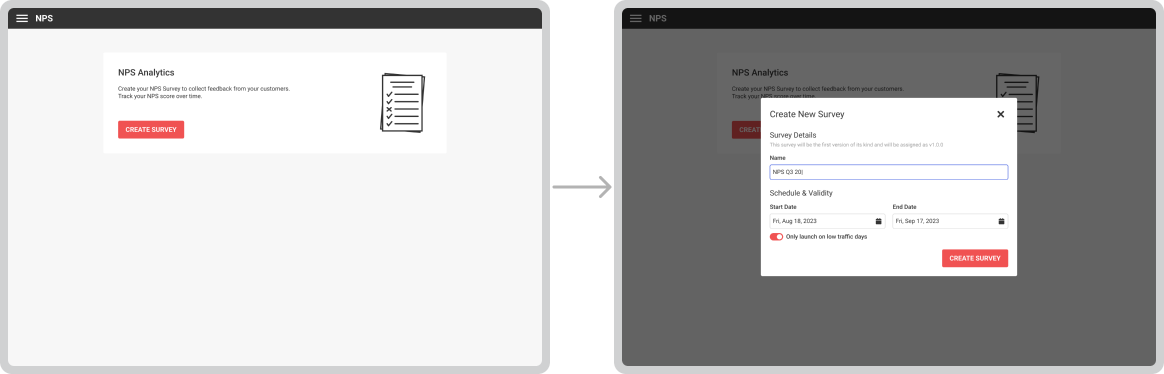 NPS
NPS Analytics
Create your NPS Survey to collect feedback from your customers.
Track your NPS score over time.
CREATE SURVEY
NPS
NPS Analytics
Create your NPS Survey to collect feedback from your customers.
Track your NPS score over time.
CREAT
Create New Survey
Survey Details
This survey will be the first version of its kind and will be assigned as v1.0.0
Name
NPS Q3 20
Schedule & Validity
Start Date
End Date
Fri, Aug 18, 2023
Fri, Sep 17, 2023
Only launch on low traffic days
CREATE SURVEY